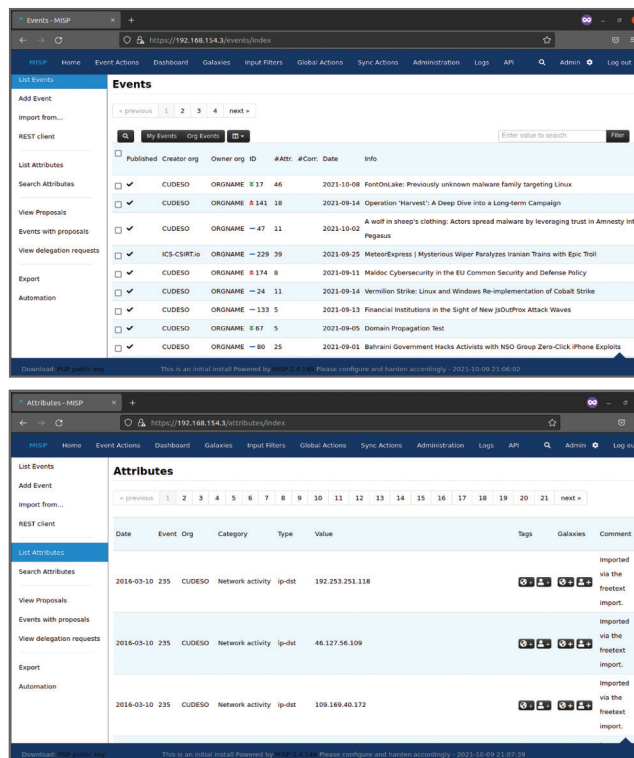 Events - MISP × +
https://192.168.154.3/events/index
MISP Home Event Actions Dashboard Galaxies Input Filters Global Actions Sync Actions Administration Logs API Admin Log out
List Events
Add Event
Import from...
REST client
List Attributes
Search Attributes
View Proposals
Events with proposals
View delegation requests
Export
Automation
Events
« previous 1 2 3 4 next »
My Events Org Events Enter value to search Filter
Published Creator org Owner org ID #Attr. #Corr. Date Info
CUDESO ORGNAME 17 46 2021-10-08 FontOnLake: Previously unknown malware family targeting Linux
CUDESO ORGNAME 141 18 2021-09-14 Operation 'Harvest': A Deep Dive into a Long-term Campaign
CUDESO ORGNAME 47 11 2021-10-02 A wolf in sheep's clothing: Actors spread malware by leveraging trust in Amnesty Int
Pegasus
ICS-CSIRT.io ORGNAME 229 39 2021-09-25 MeteorExpress | Mysterious Wiper Paralyzes Iranian Trains with Epic Troll
CUDESO ORGNAME 174 8 2021-09-11 Maldoc Cybersecurity in the EU Common Security and Defense Policy
CUDESO ORGNAME 24 11 2021-09-14 Vermilion Strike: Linux and Windows Re-implementation of Cobalt Strike
CUDESO ORGNAME 133 5 2021-09-13 Financial Institutions in the Sight of New JsOutProx Attack Waves
CUDESO ORGNAME 67 5 2021-09-05 Domain Propagation Test
CUDESO ORGNAME 80 25 2021-09-01 Bahraini Government Hacks Activists with NSO Group Zero-Click iPhone Exploits
Download: PGP public key This is an initial install Powered by MISP Please configure and harden accordingly - 2021-10-09 21:06:02
Attributes - MISP × +
https://192.168.154.3/attributes/index
MISP Home Event Actions Dashboard Galaxies Input Filters Global Actions Sync Actions Administration Logs API Admin Log ou
List Events
Add Event
Import from...
REST client
List Attributes
Search Attributes
View Proposals
Events with proposals
View delegation requests
Export
Automation
Attributes
« previous 1 2 3 4 5 6 7 8 9 10 11 12 13 14 15 16 17 18 19 20 21 next »
Date Event Org Category Type Value Tags Galaxies Comment
2016-03-10 235 CUDESO Network activity ip-dst 192.253.251.118 Imported
via the
freetext
import.
2016-03-10 235 CUDESO Network activity ip-dst 46.127.56.109 Imported
via the
freetext
import.
2016-03-10 235 CUDESO Network activity ip-dst 109.169.40.172 Imported
via the
freetext
import.
Download: PGP public key This is an initial install Powered by MISP Please configure and harden accordingly - 2021-10-09 21:07:39